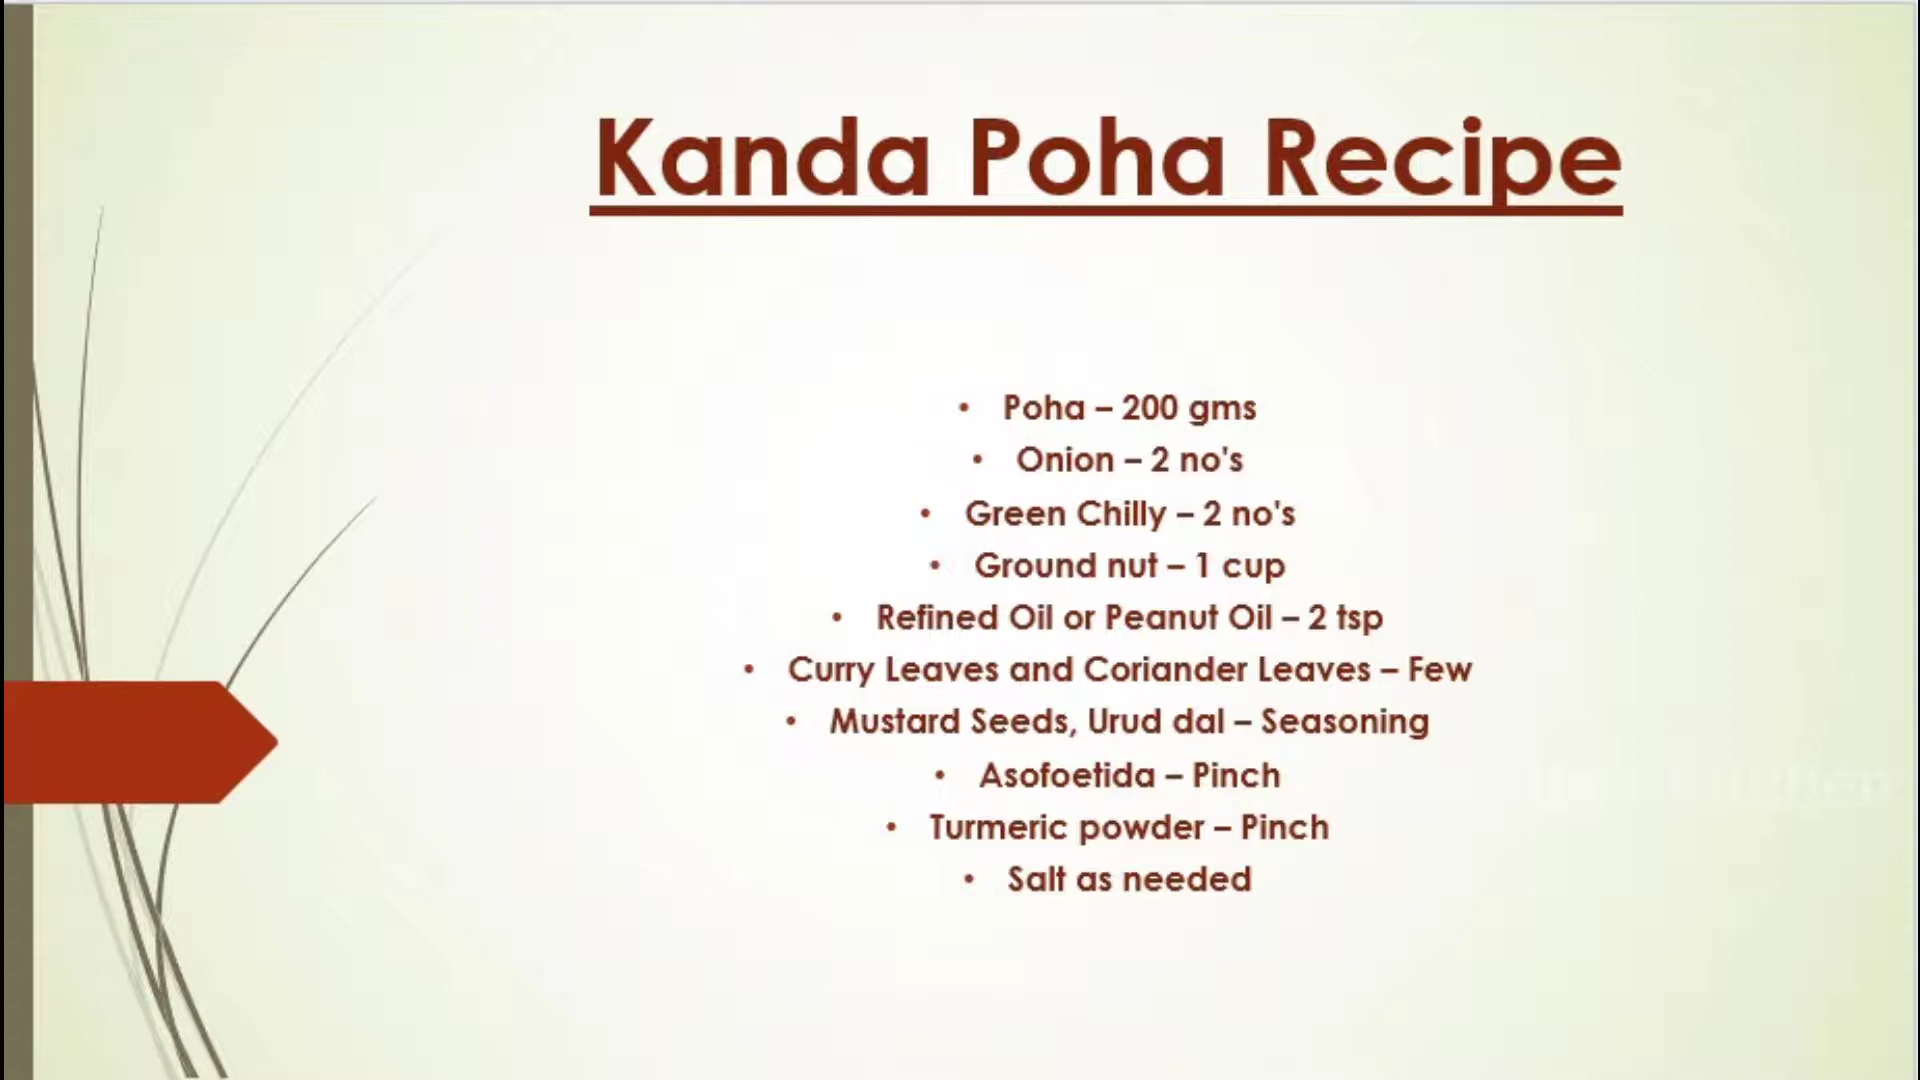 Kanda Poha Recipe
• Poha – 200 gms
• Onion – 2 no's
• Green Chilly – 2 no's
• Ground nut – 1 cup
• Refined Oil or Peanut Oil – 2 tsp
• Curry Leaves and Coriander Leaves – Few
• Mustard Seeds, Urud dal – Seasoning
• Asofoetida – Pinch
• Turmeric powder – Pinch
• Salt as needed